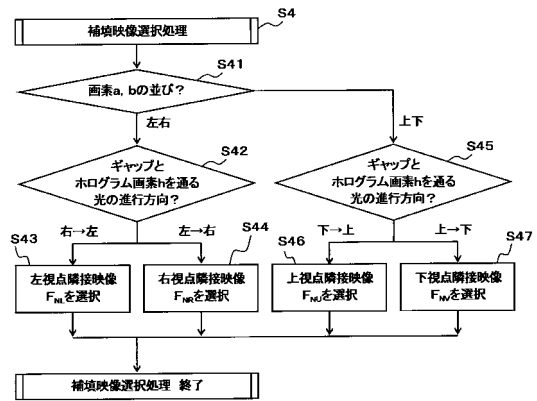 S4
補填映像選択処理
S41
画素a, bの並び?
左右
上下
S42
ギャップと
ホログラム画素hを通る
光の進行方向?
S45
ギャップと
ホログラム画素hを通る
光の進行方向?
右→左
左→右
下→上
上→下
S43
左視点隣接映像
FNLを選択
S44
右視点隣接映像
FNRを選択
S46
上視点隣接映像
FNUを選択
S47
下視点隣接映像
FNVを選択
補填映像選択処理 終了